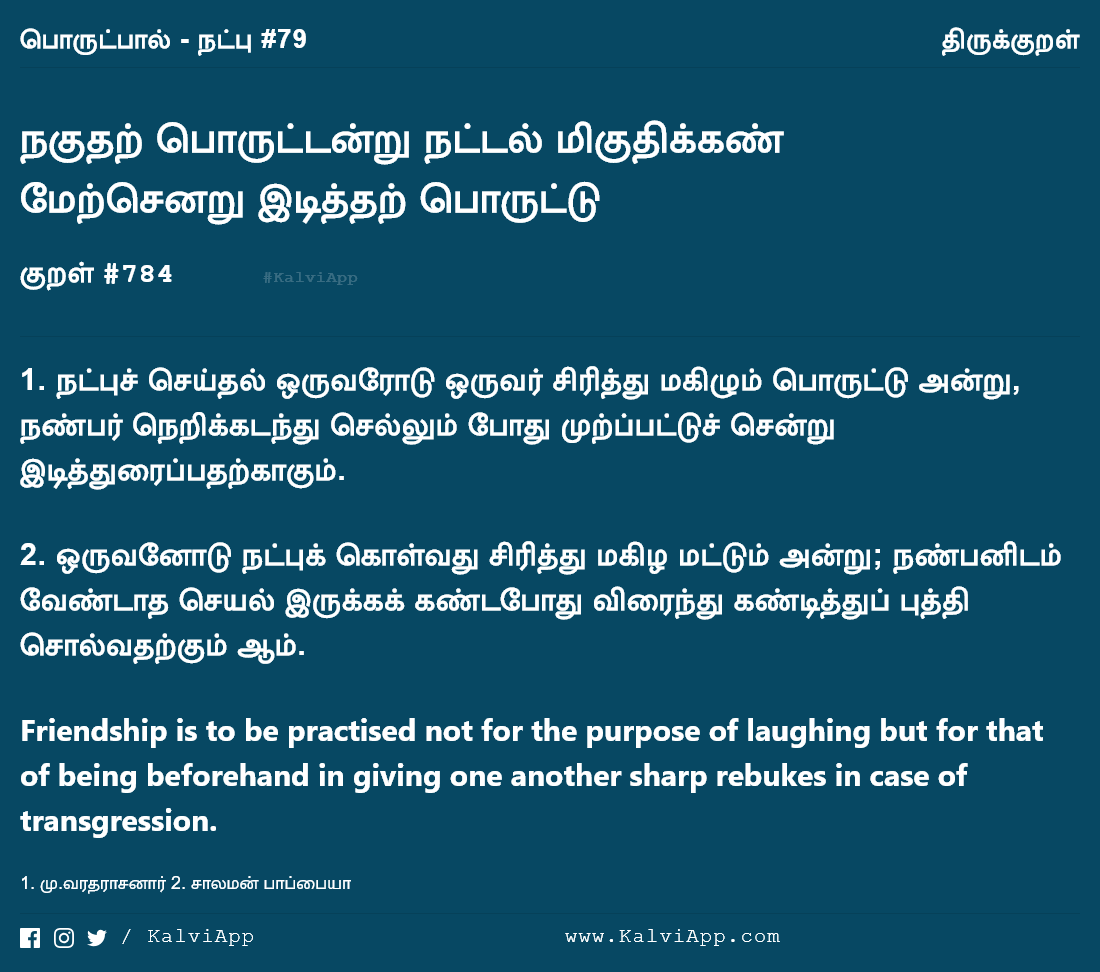 பொருட்பால் - நட்பு #79 திருக்குறள்
நகுதற் பொருட்டன்று நட்டல் மிகுதிக்கண்
மேற்செனறு இடித்தற் பொருட்டு
குறள் #784 #KalviApp
1. நட்புச் செய்தல் ஒருவரோடு ஒருவர் சிரித்து மகிழும் பொருட்டு அன்று,
நண்பர் நெறிக்கடந்து செல்லும் போது முற்ப்பட்டுச் சென்று
இடித்துரைப்பதற்காகும்.
2. ஒருவனோடு நட்புக் கொள்வது சிரித்து மகிழ மட்டும் அன்று; நண்பனிடம்
வேண்டாத செயல் இருக்கக் கண்டபோது விரைந்து கண்டித்துப் புத்தி
சொல்வதற்கும் ஆம்.
Friendship is to be practised not for the purpose of laughing but for that
of being beforehand in giving one another sharp rebukes in case of
transgression.
1. மு.வரதராசனார் 2. சாலமன் பாப்பையா
/ KalviApp www.KalviApp.com